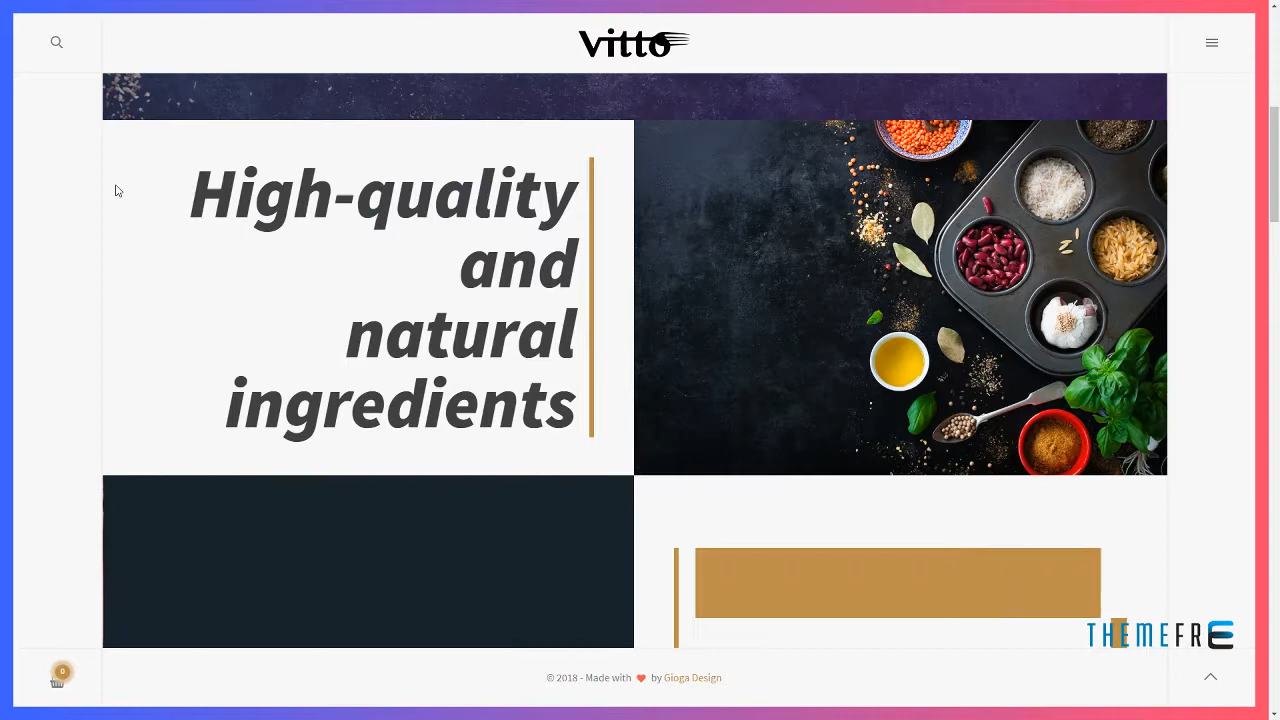 vitto
High-quality
and
natural
ingredients
THEMEFRE
0
© 2018 - Made with ❤ by Gioga Design